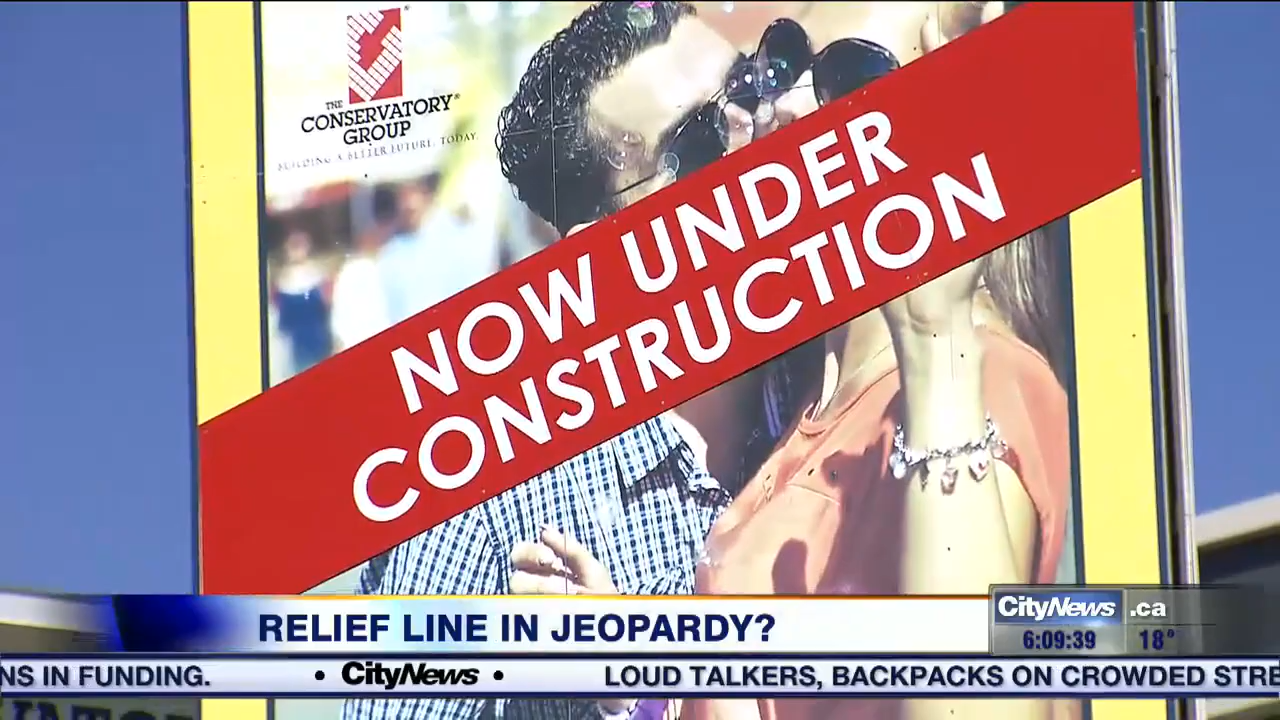 THE
CONSERVATORY®
GROUP
BUILDING A BETTER FUTURE. TODAY.
NOW UNDER
CONSTRUCTION
RELIEF LINE IN JEOPARDY?
CityNews .ca
6:09:39 18°
NS IN FUNDING. • CityNews • LOUD TALKERS, BACKPACKS ON CROWDED STRE